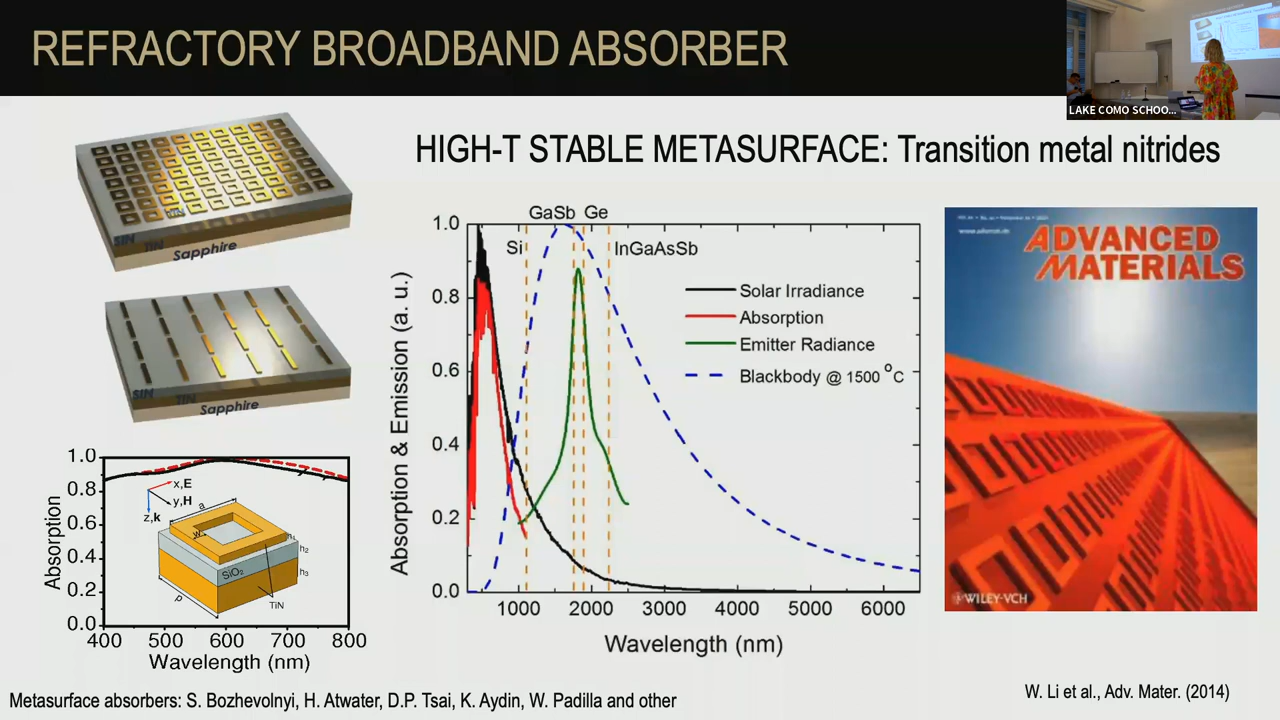 REFRACTORY BROADBAND ABSORBER
LAKE COMO SCHOO...
HIGH-T STABLE METASURFACE: Transition metal nitrides
SIN
TIN
Sapphire
SIN
TIN
Sapphire
Absorption
1.0
0.8
0.6
0.4
0.2
0.0
x,E
y,H
z,k
a
w
h1
h2
h3
SiO2
TiN
p
400 500 600 700 800
Wavelength (nm)
Absorption & Emission (a. u.)
1.0
0.8
0.6
0.4
0.2
0.0
GaSb Ge
Si
InGaAsSb
Solar Irradiance
Absorption
Emitter Radiance
Blackbody @ 1500 °C
1000 2000 3000 4000 5000 6000
Wavelength (nm)
www.advmat.de
ADVANCED
MATERIALS
WILEY-VCH
Metasurface absorbers: S. Bozhevolnyi, H. Atwater, D.P. Tsai, K. Aydin, W. Padilla and other
W. Li et al., Adv. Mater. (2014)